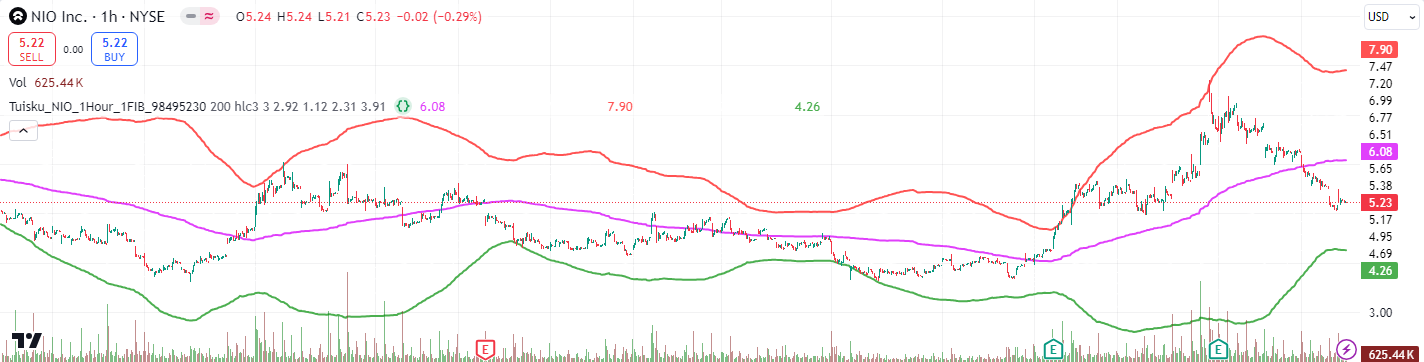 NIO Inc. · 1h · NYSE O5.24 H5.24 L5.21 C5.23 −0.02 (−0.29%)
USD
5.22 SELL 0.00 5.22 BUY
Vol 625.44 K
Tuisku_NIO_1Hour_1FIB_98495230 200 hlc3 3 2.92 1.12 2.31 3.91 {} 6.08 7.90 4.26
7.90
7.47
7.20
6.99
6.77
6.51
6.08
5.65
5.38
5.23
5.17
4.95
4.69
4.26
3.00
625.44 K
E E E